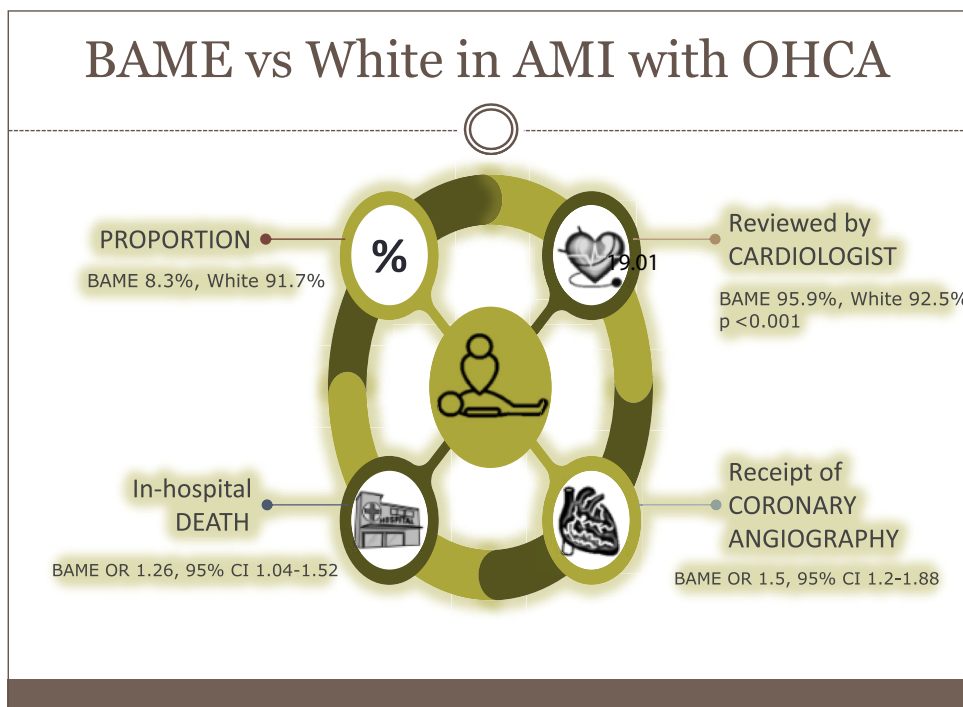 BAME vs White in AMI with OHCA
PROPORTION
BAME 8.3%, White 91.7%
%
19.01
Reviewed by
CARDIOLOGIST
BAME 95.9%, White 92.5%
p <0.001
In-hospital
DEATH
BAME OR 1.26, 95% CI 1.04-1.52
HOSPITAL
Receipt of
CORONARY
ANGIOGRAPHY
BAME OR 1.5, 95% CI 1.2-1.88